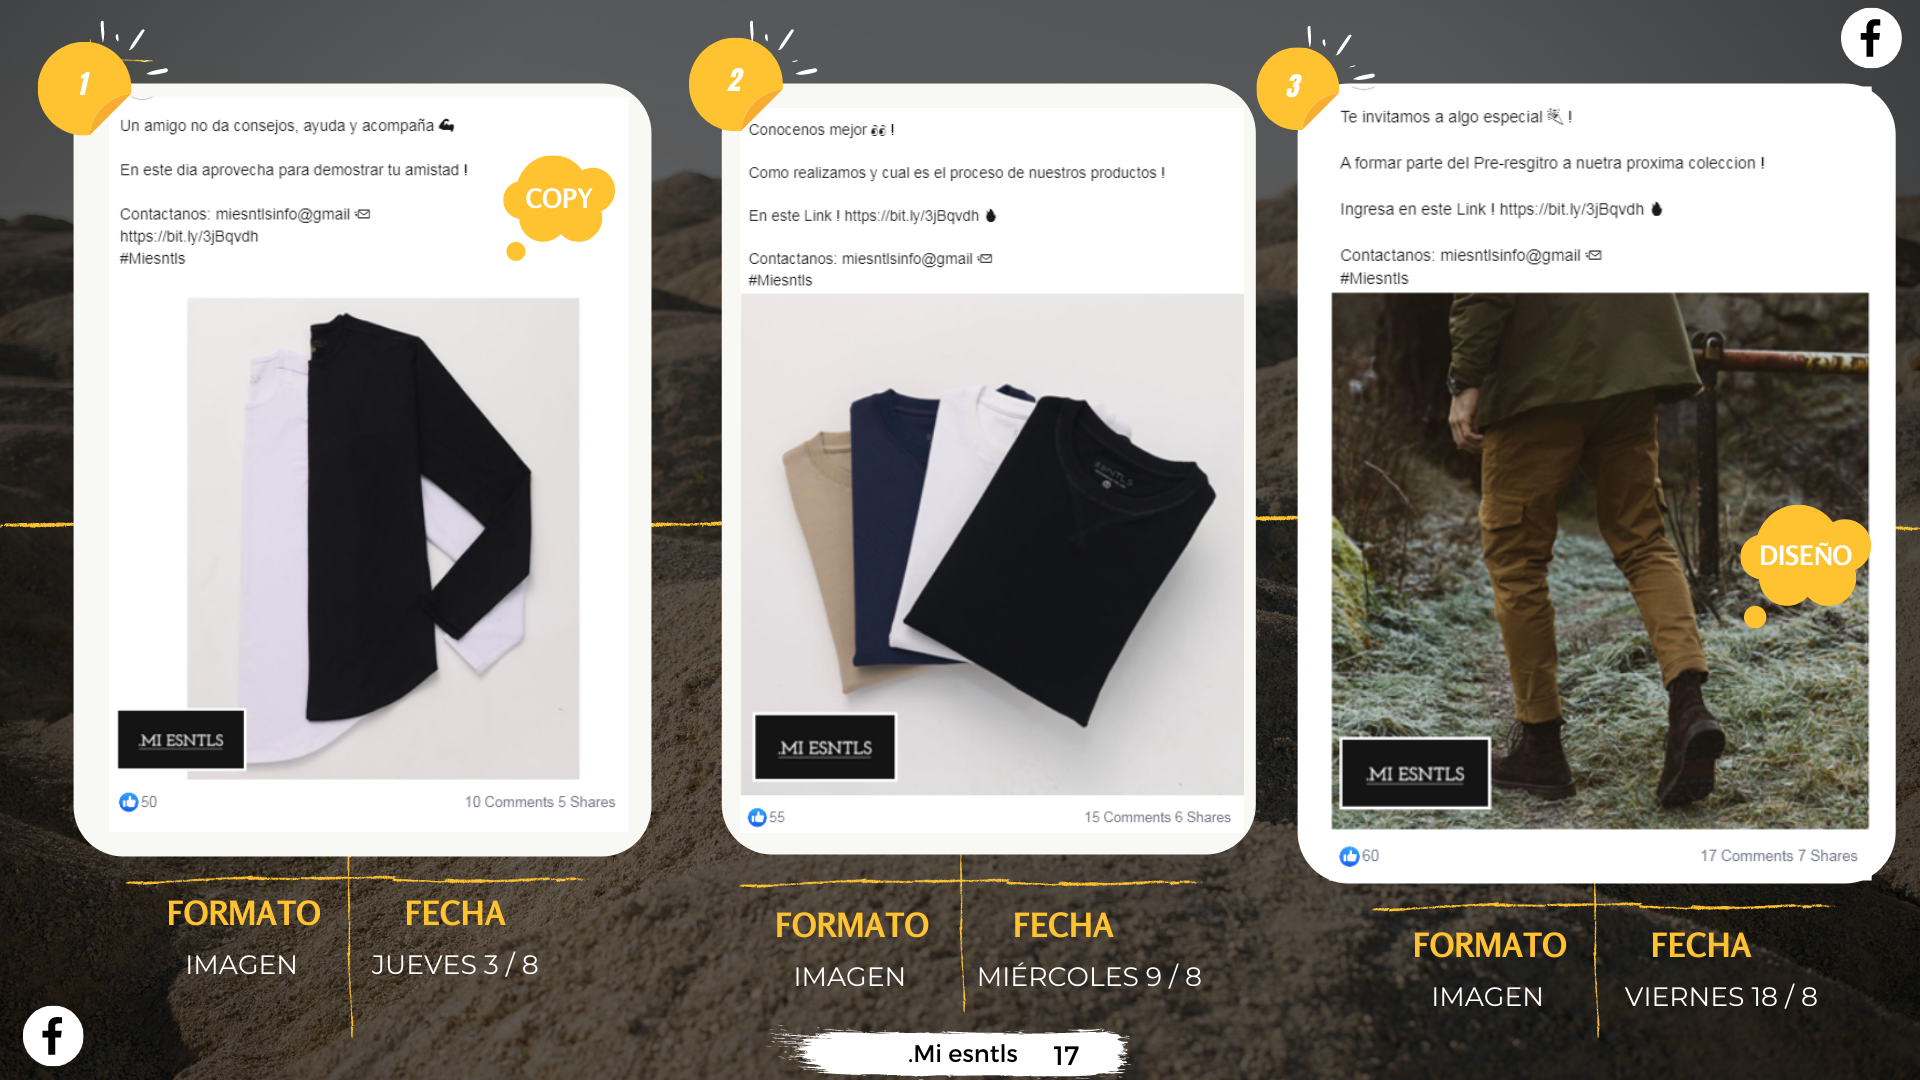 1
Un amigo no da consejos, ayuda y acompaña
En este dia aprovecha para demostrar tu amistad !
Contactanos: miesntlsinfo@gmail
https://bit.ly/3jBqvdh
#Miesntls
COPY
.MI ESNTLS
50
10 Comments 5 Shares
FORMATO
FECHA
IMAGEN
JUEVES 3 / 8
2
Conocenos mejor !
Como realizamos y cual es el proceso de nuestros productos !
En este Link ! https://bit.ly/3jBqvdh
Contactanos: miesntlsinfo@gmail
#Miesntls
ESNTLS
.MI ESNTLS
55
15 Comments 6 Shares
FORMATO
FECHA
IMAGEN
MIÉRCOLES 9 / 8
3
Te invitamos a algo especial !
A formar parte del Pre-resgitro a nuetra proxima coleccion !
Ingresa en este Link ! https://bit.ly/3jBqvdh
Contactanos: miesntlsinfo@gmail
#Miesntls
DISEÑO
.MI ESNTLS
60
17 Comments 7 Shares
FORMATO
FECHA
IMAGEN
VIERNES 18 / 8
.Mi esntls 17